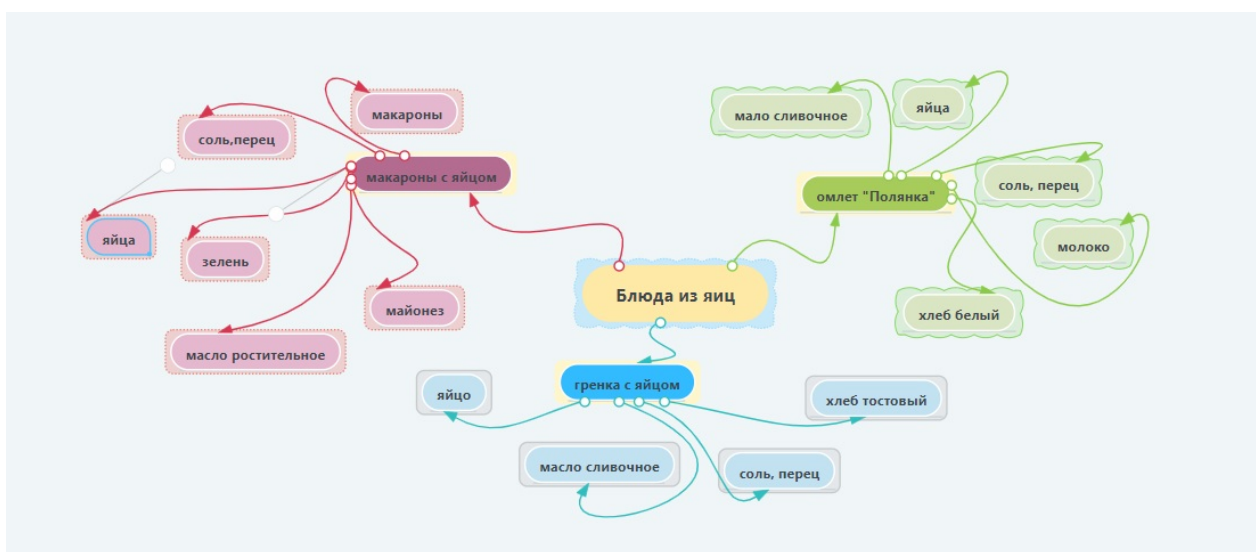 макароны
соль,перец
макароны с яйцом
яйца
зелень
майонез
масло ростительное
мало сливочное
яйца
омлет "Полянка"
соль, перец
молоко
хлеб белый
Блюда из яиц
гренка с яйцом
яйцо
хлеб тостовый
масло сливочное
соль, перец